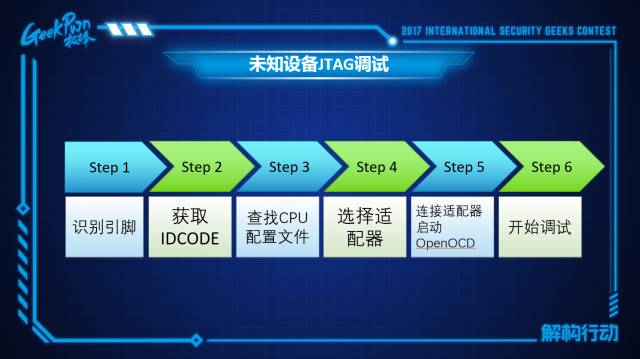 GeekPwn
极棒
2017 INTERNATIONAL SECURITY GEEKS CONTEST
未知设备JTAG调试
Step 1
Step 2
Step 3
Step 4
Step 5
Step 6
识别引脚
获取
IDCODE
查找CPU
配置文件
选择适
配器
连接适配器
启动
OpenOCD
开始调试
解构行动